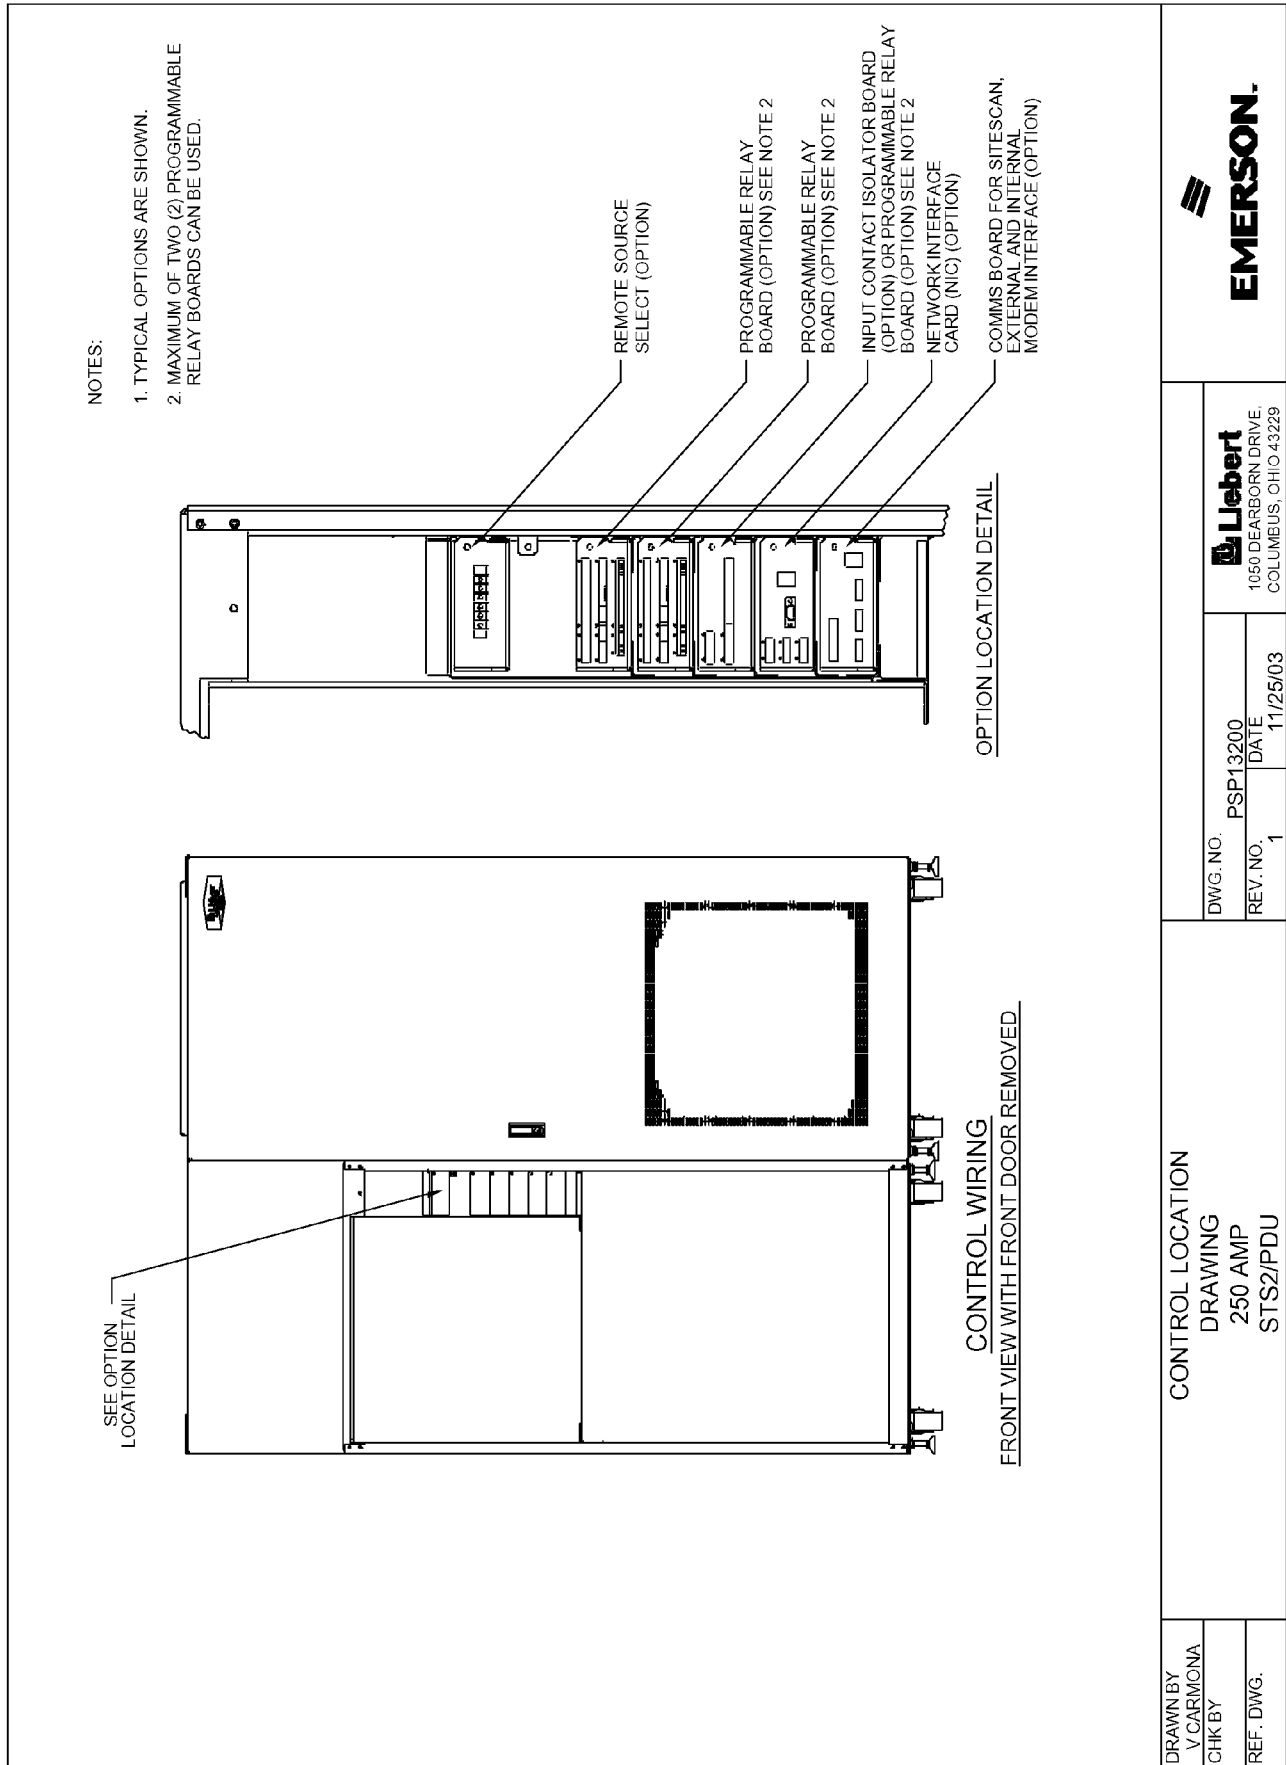 NOTES:
1. TYPICAL OPTIONS ARE SHOWN.
2. MAXIMUM OF TWO (2) PROGRAMMABLE
RELAY BOARDS CAN BE USED.
SEE OPTION
LOCATION DETAIL
REMOTE SOURCE
SELECT (OPTION)
PROGRAMMABLE RELAY
BOARD (OPTION) SEE NOTE 2
PROGRAMMABLE RELAY
BOARD (OPTION) SEE NOTE 2
INPUT CONTACT ISOLATOR BOARD
(OPTION) OR PROGRAMMABLE RELAY
BOARD (OPTION) SEE NOTE 2
NETWORK INTERFACE
CARD (NIC) (OPTION)
COMMS BOARD FOR SITESCAN,
EXTERNAL AND INTERNAL
MODEM INTERFACE (OPTION)
CONTROL WIRING
FRONT VIEW WITH FRONT DOOR REMOVED
OPTION LOCATION DETAIL
DRAWN BY
V CARMONA
CHK BY
REF. DWG.
CONTROL LOCATION
DRAWING
250 AMP
STS2/PDU
DWG. NO.
PSP13200
REV. NO.
1
DATE
11/25/03
Liebert
1050 DEARBORN DRIVE,
COLUMBUS, OHIO 43229
EMERSON.